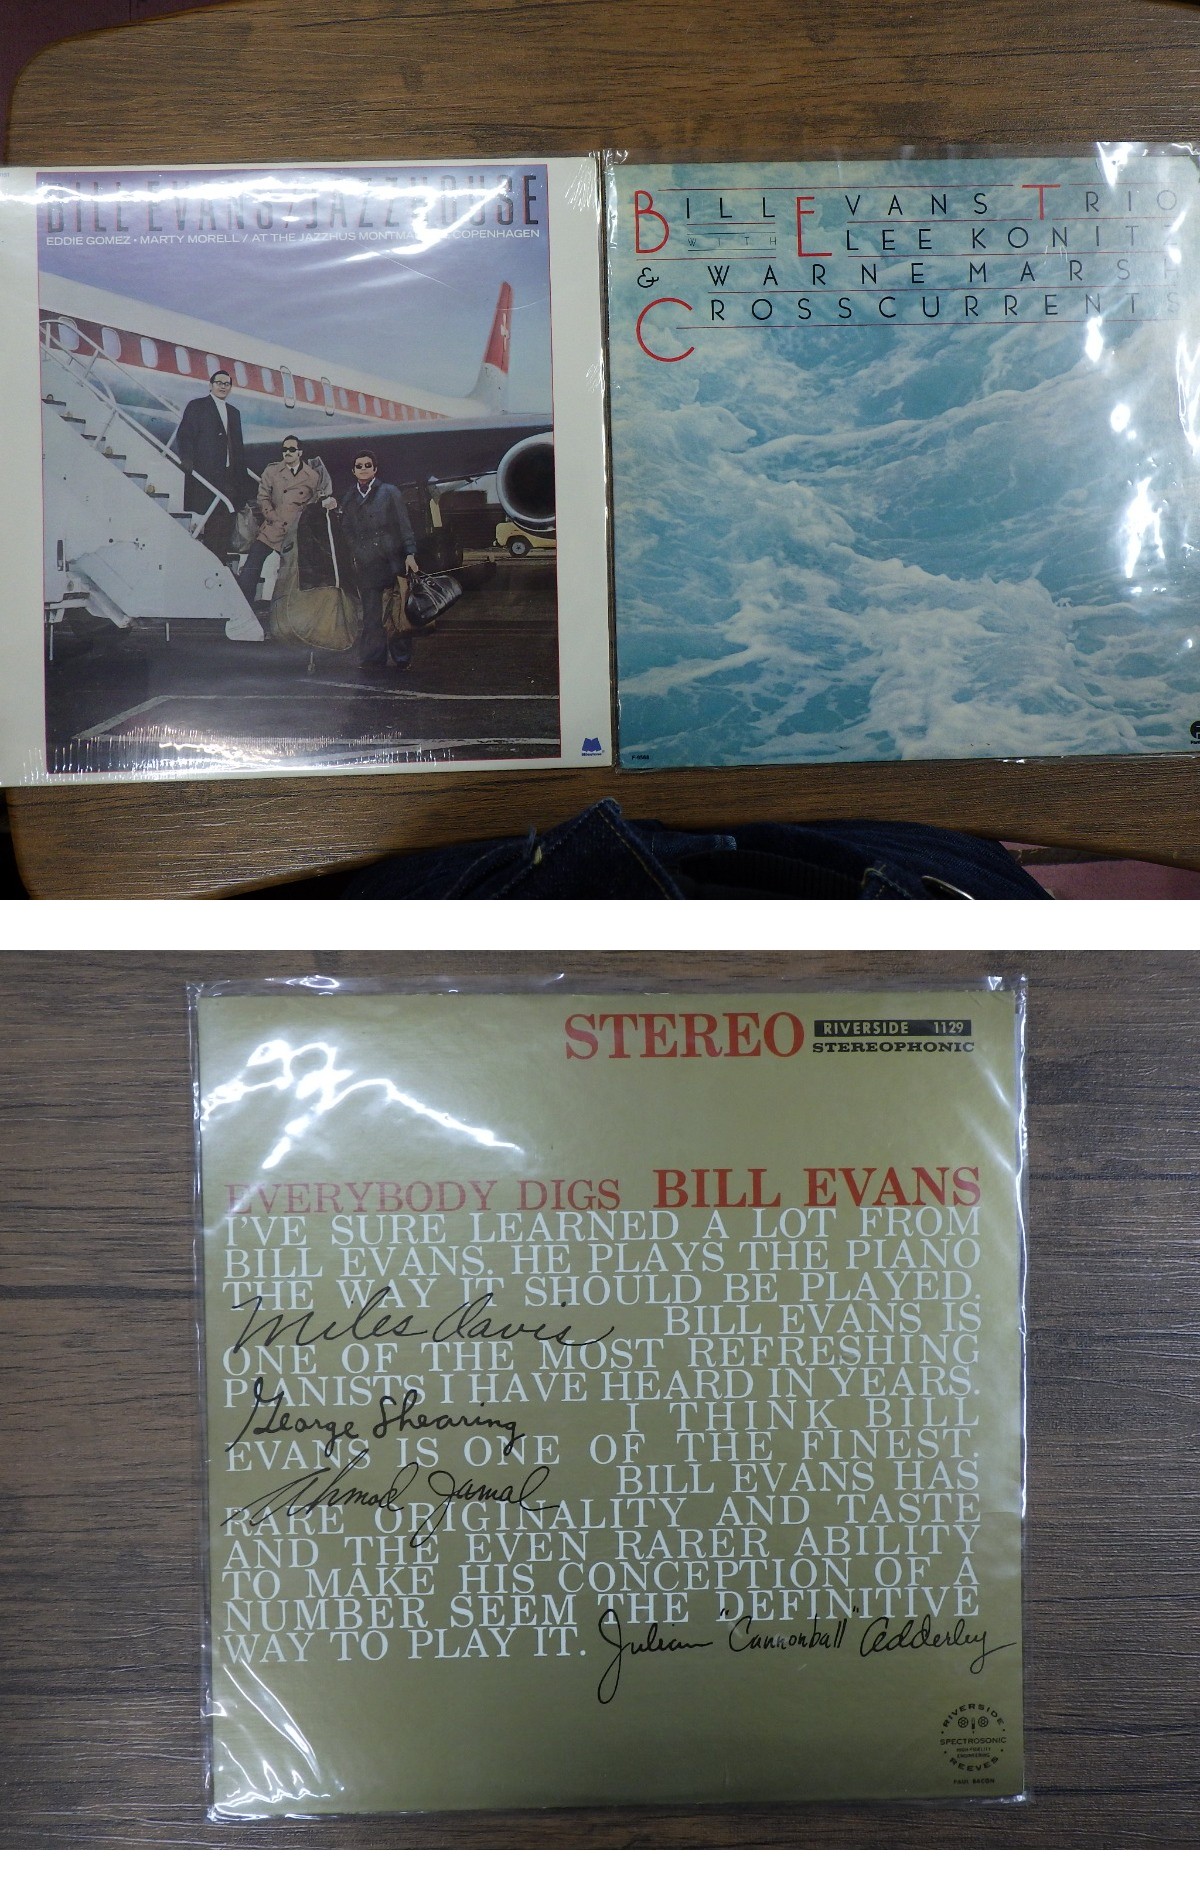 BILL EVANS/JAZZHOUSE
EDDIE GOMEZ • MARTY MORELL / AT THE JAZZHUS COPENHAGEN
BILL EVANS TRIO
WITH LEE KONITZ
& WARNE MARSH
CROSSCURRENTS
STEREO RIVERSIDE 1129
STEREOPHONIC
EVERYBODY DIGS BILL EVANS
I'VE SURE LEARNED A LOT FROM
BILL EVANS. HE PLAYS THE PIANO
THE WAY IT SHOULD BE PLAYED.
Miles Davis BILL EVANS IS
ONE OF THE MOST REFRESHING
PIANISTS I HAVE HEARD IN YEARS.
George Shearing I THINK BILL
EVANS IS ONE OF THE FINEST.
Ahmad Jamal BILL EVANS HAS
RARE ORIGINALITY AND TASTE
AND THE EVEN RARER ABILITY
TO MAKE HIS CONCEPTION OF A
NUMBER SEEM THE DEFINITIVE
WAY TO PLAY IT. Julian "Cannonball" Adderley
RIVERSIDE
SPECTROSONIC
HIGH FIDELITY
ENGINEERING
REEVES
PAUL BACON